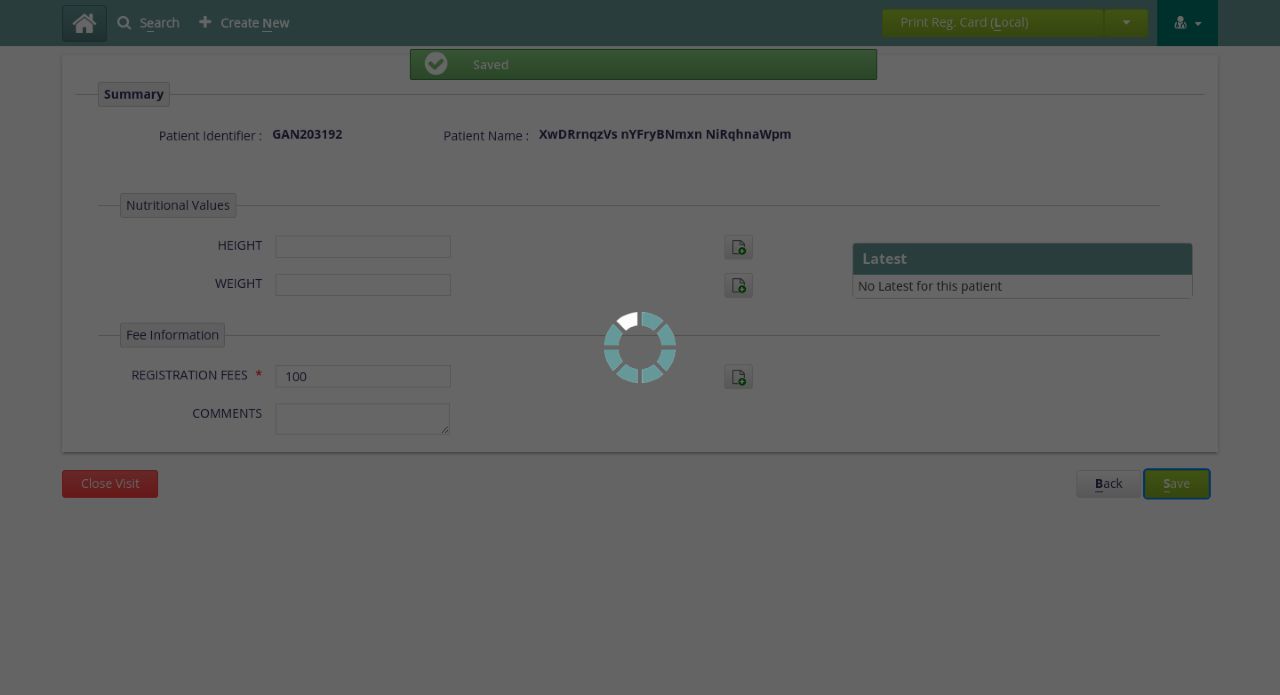 Search Create New Print Reg. Card (Local)
Saved
Summary
Patient Identifier : GAN203192 Patient Name : XwDRrnqzVs nYFryBNmxn NiRqhnaWpm
Nutritional Values
HEIGHT
Latest
WEIGHT
No Latest for this patient
Fee Information
REGISTRATION FEES * 100
COMMENTS
Close Visit Back Save